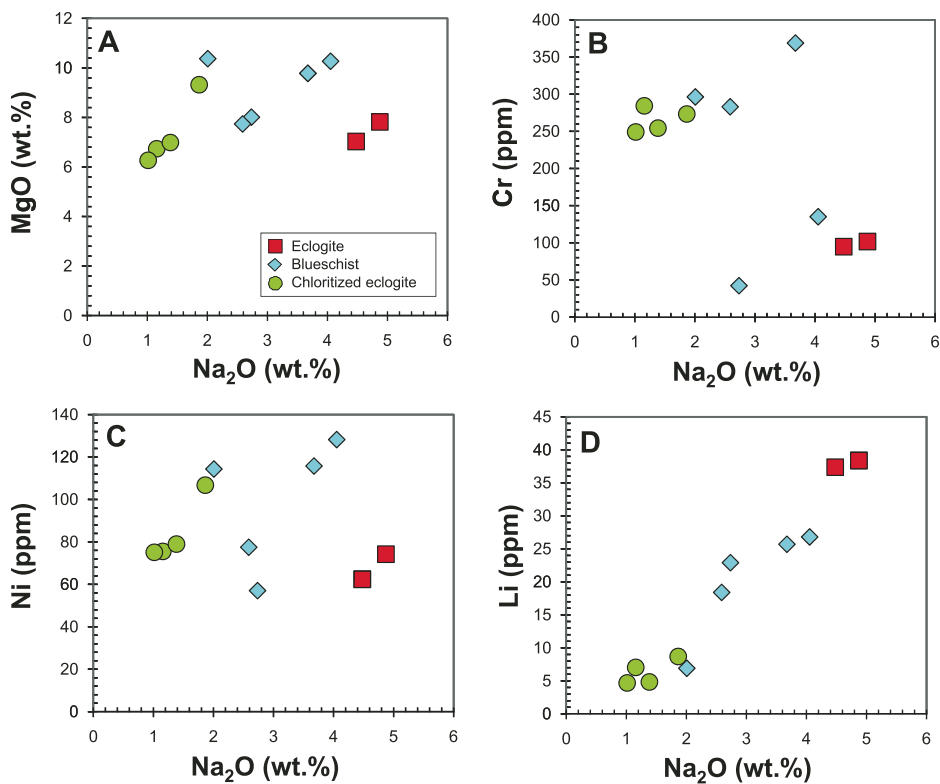 A
MgO (wt.%)
12
10
8
6
4
2
0
Eclogite
Blueschist
Chloritized eclogite
0 1 2 3 4 5 6
Na₂O (wt.%)
B
Cr (ppm)
400
350
300
250
200
150
100
50
0
0 1 2 3 4 5 6
Na₂O (wt.%)
C
Ni (ppm)
140
120
100
80
60
40
20
0
0 1 2 3 4 5 6
Na₂O (wt.%)
D
Li (ppm)
45
40
35
30
25
20
15
10
5
0
0 1 2 3 4 5 6
Na₂O (wt.%)